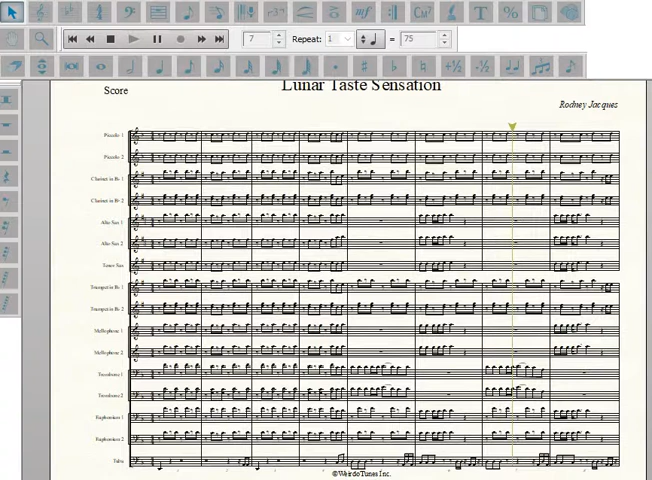 7 Repeat: 1 = 75
Lunar Taste Sensation
Score
Rodney Jacques
Piccolo 1
Piccolo 2
Clarinet in Bb 1
Clarinet in Bb 2
Alto Sax 1
Alto Sax 2
Tenor Sax
Trumpet in Bb 1
Trumpet in Bb 2
Mellophone 1
Mellophone 2
Trombone 1
Trombone 2
Euphonium 1
Euphonium 2
Tuba
©WeirdoTunes Inc.